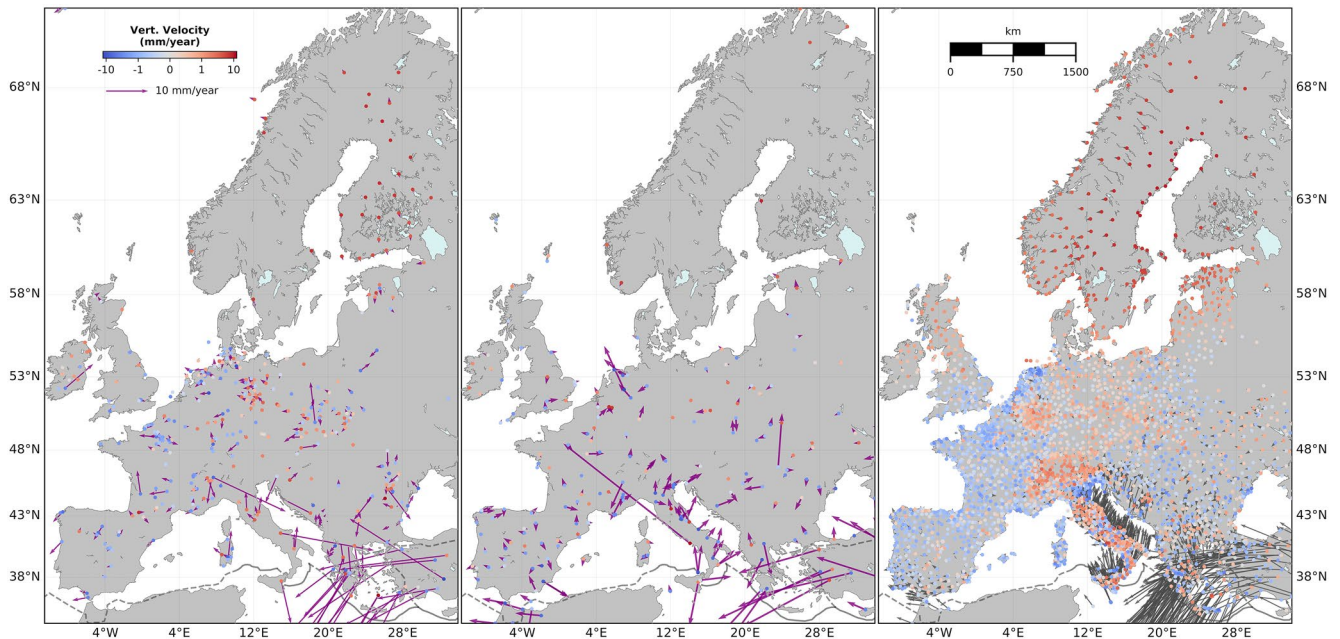 Vert. Velocity
(mm/year)
-10 -1 0 1 10
10 mm/year
km
0 750 1500
68°N 68°N
63°N 63°N
58°N 58°N
53°N 53°N
48°N 48°N
43°N 43°N
38°N 38°N
4°W 4°E 12°E 20°E 28°E 4°W 4°E 12°E 20°E 28°E 4°W 4°E 12°E 20°E 28°E